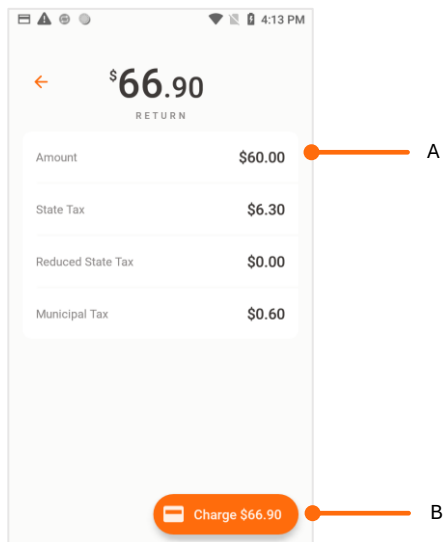 4:13 PM
$66.90
RETURN
Amount $60.00 A
State Tax $6.30
Reduced State Tax $0.00
Municipal Tax $0.60
Charge $66.90 B